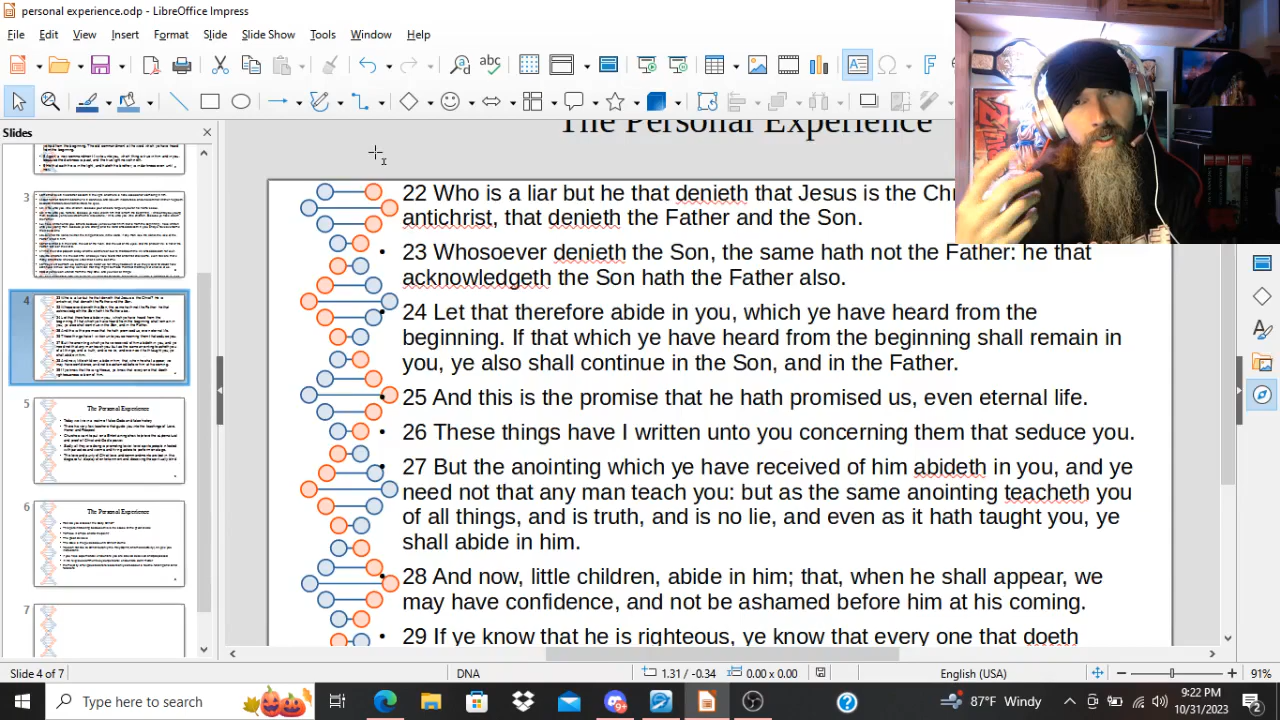 personal experience.odp - LibreOffice Impress
File Edit View Insert Format Slide Slide Show Tools Window Help
Slides
3
4
5
The Personal Experience
6
The Personal Experience
7
The Personal Experience
22 Who is a liar but he that denieth that Jesus is the
antichrist, that denieth the Father and the Son.
• 23 Whosoever denieth the Son, the same hath not the Father: he that
acknowledgeth the Son hath the Father also.
• 24 Let that therefore abide in you, which ye have heard from the
beginning. If that which ye have heard from the beginning shall remain in
you, ye also shall continue in the Son, and in the Father.
• 25 And this is the promise that he hath promised us, even eternal life.
• 26 These things have I written unto you concerning them that seduce you.
• 27 But the anointing which ye have received of him abideth in you, and ye
need not that any man teach you: but as the same anointing teacheth you
of all things, and is truth, and is no lie, and even as it hath taught you, ye
shall abide in him.
• 28 And now, little children, abide in him; that, when he shall appear, we
may have confidence, and not be ashamed before him at his coming.
• 29 If ye know that he is righteous, ye know that every one that doeth
Slide 4 of 7 DNA 1.31 / -0.34 0.00 x 0.00 English (USA) 91%
Type here to search 87°F Windy 9:22 PM
10/31/2023